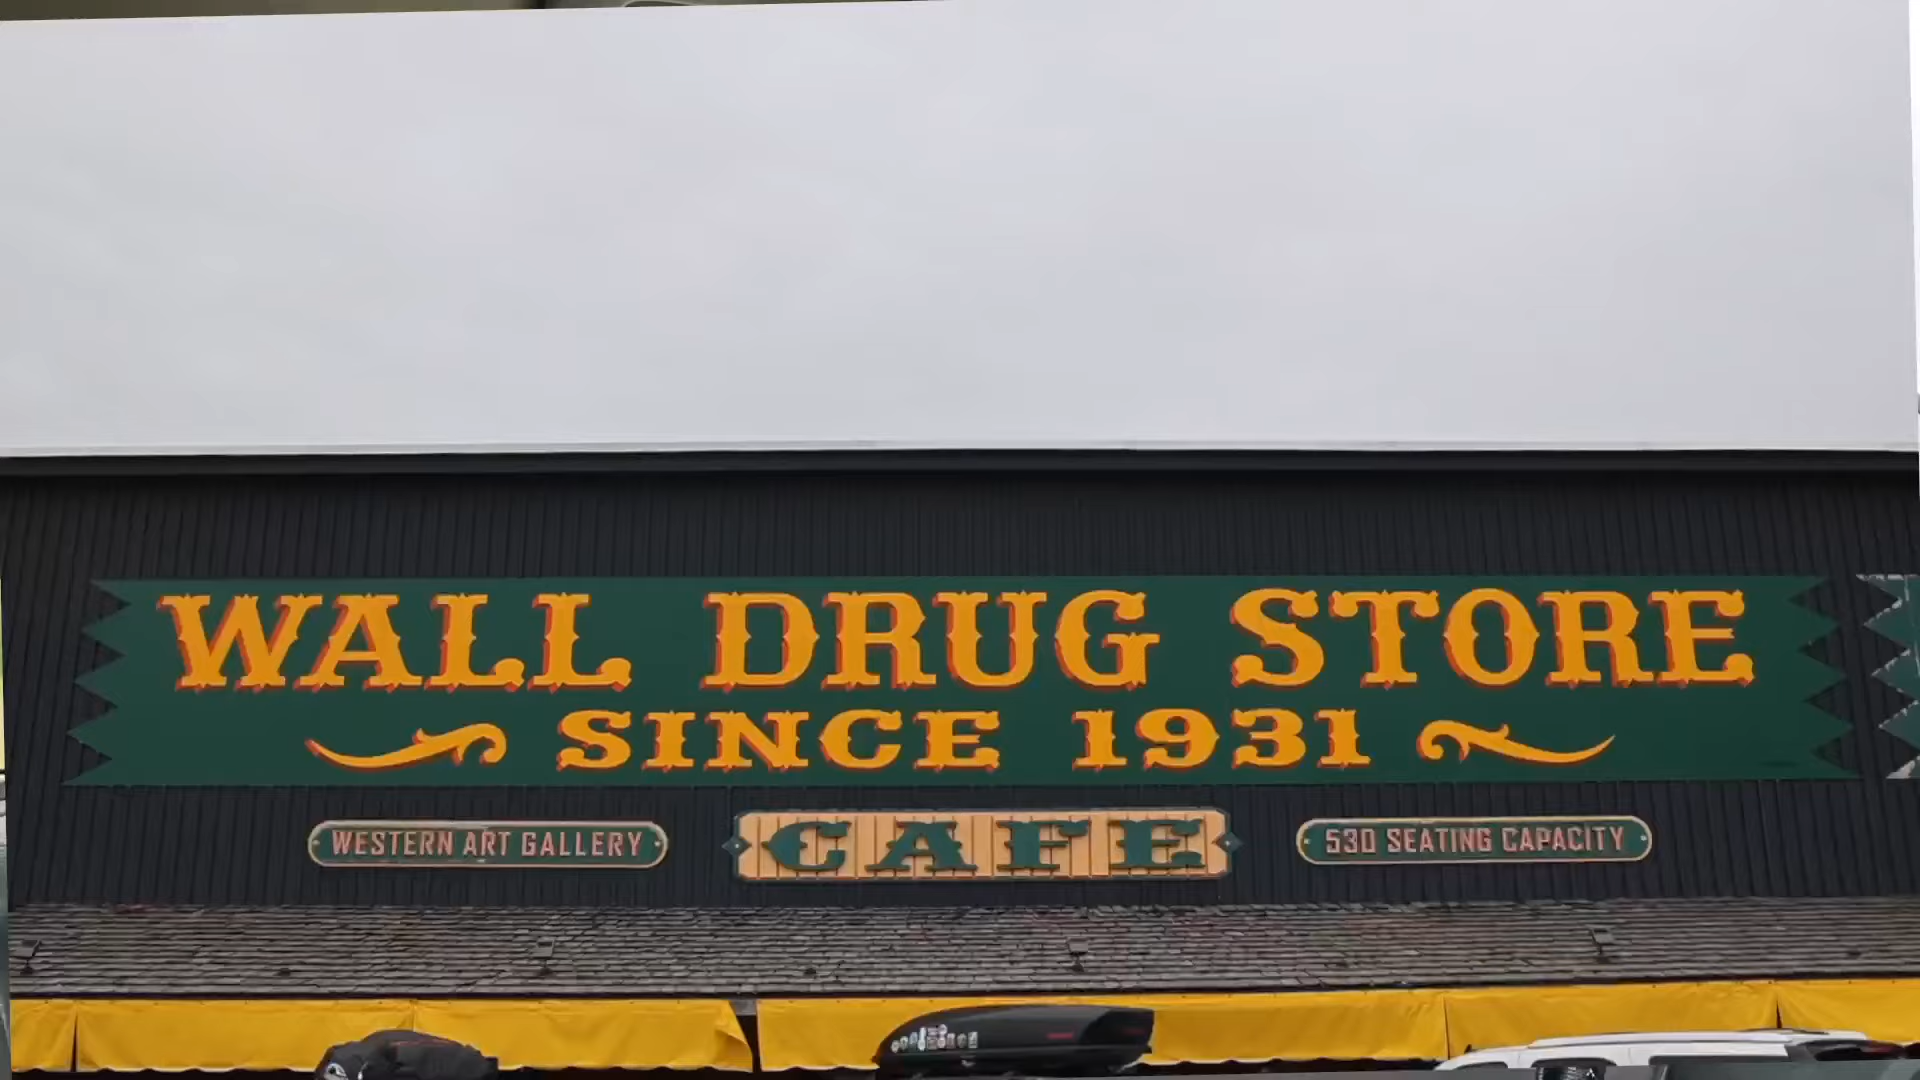 WALL DRUG STORE
SINCE 1931
WESTERN ART GALLERY
CAFE
530 SEATING CAPACITY